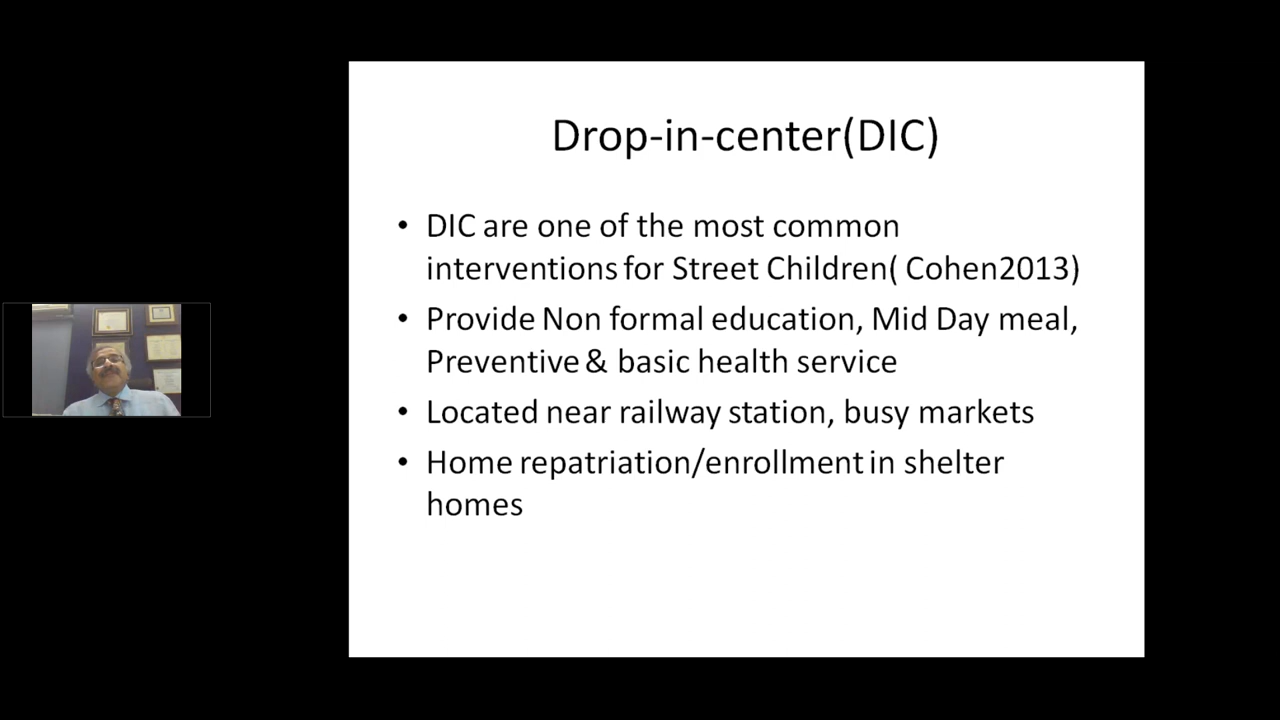 Drop-in-center(DIC)
• DIC are one of the most common
interventions for Street Children( Cohen2013)
• Provide Non formal education, Mid Day meal,
Preventive & basic health service
• Located near railway station, busy markets
• Home repatriation/enrollment in shelter
homes